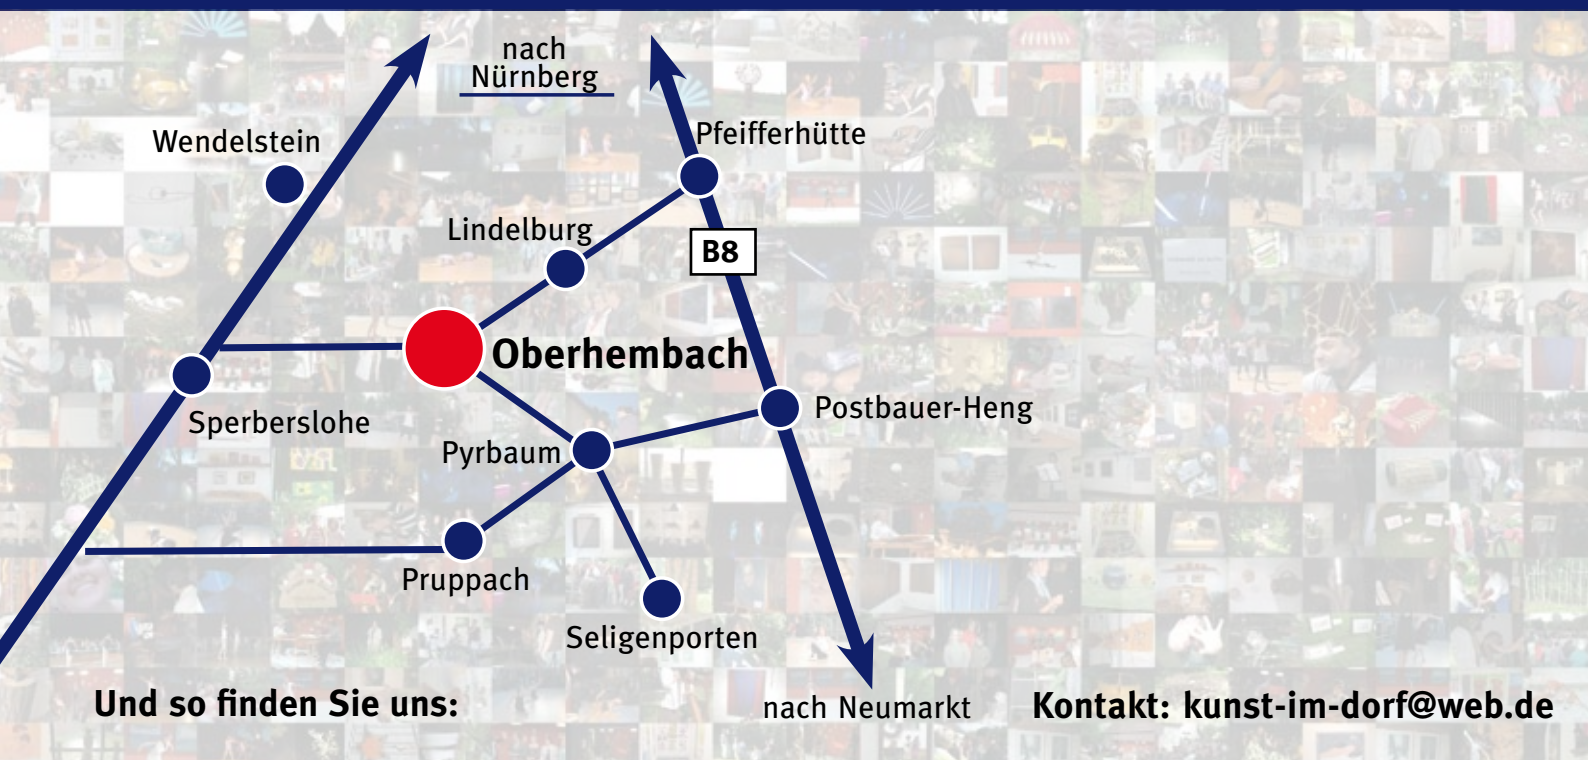 nach
Nürnberg
Wendelstein
Pfeifferhütte
Lindelburg
B8
Oberhembach
Sperberslohe
Postbauer-Heng
Pyrbaum
Pruppach
Seligenporten
Und so finden Sie uns:
nach Neumarkt
Kontakt: kunst-im-dorf@web.de